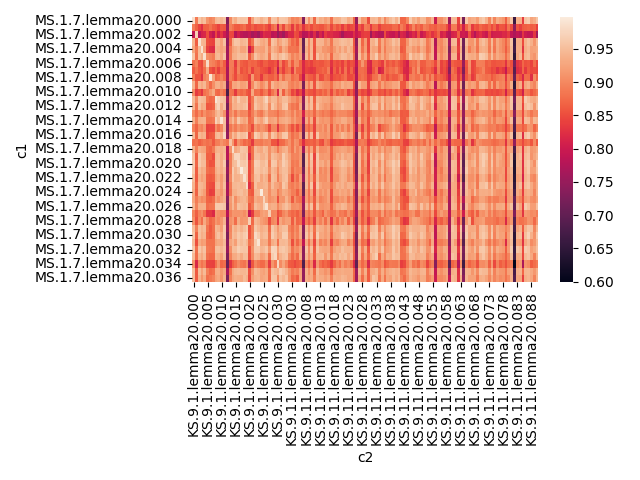 MS.1.7.lemma20.000
MS.1.7.lemma20.002
MS.1.7.lemma20.004
MS.1.7.lemma20.006
MS.1.7.lemma20.008
MS.1.7.lemma20.010
MS.1.7.lemma20.012
MS.1.7.lemma20.014
MS.1.7.lemma20.016
MS.1.7.lemma20.018
MS.1.7.lemma20.020
MS.1.7.lemma20.022
MS.1.7.lemma20.024
MS.1.7.lemma20.026
MS.1.7.lemma20.028
MS.1.7.lemma20.030
MS.1.7.lemma20.032
MS.1.7.lemma20.034
MS.1.7.lemma20.036
c1
KS.9.1.lemma20.000
KS.9.1.lemma20.005
KS.9.1.lemma20.010
KS.9.1.lemma20.015
KS.9.1.lemma20.020
KS.9.1.lemma20.025
KS.9.1.lemma20.030
KS.9.11.lemma20.003
KS.9.11.lemma20.008
KS.9.11.lemma20.013
KS.9.11.lemma20.018
KS.9.11.lemma20.023
KS.9.11.lemma20.028
KS.9.11.lemma20.033
KS.9.11.lemma20.038
KS.9.11.lemma20.043
KS.9.11.lemma20.048
KS.9.11.lemma20.053
KS.9.11.lemma20.058
KS.9.11.lemma20.063
KS.9.11.lemma20.068
KS.9.11.lemma20.073
KS.9.11.lemma20.078
KS.9.11.lemma20.083
KS.9.11.lemma20.088
c2
0.95
0.90
0.85
0.80
0.75
0.70
0.65
0.60